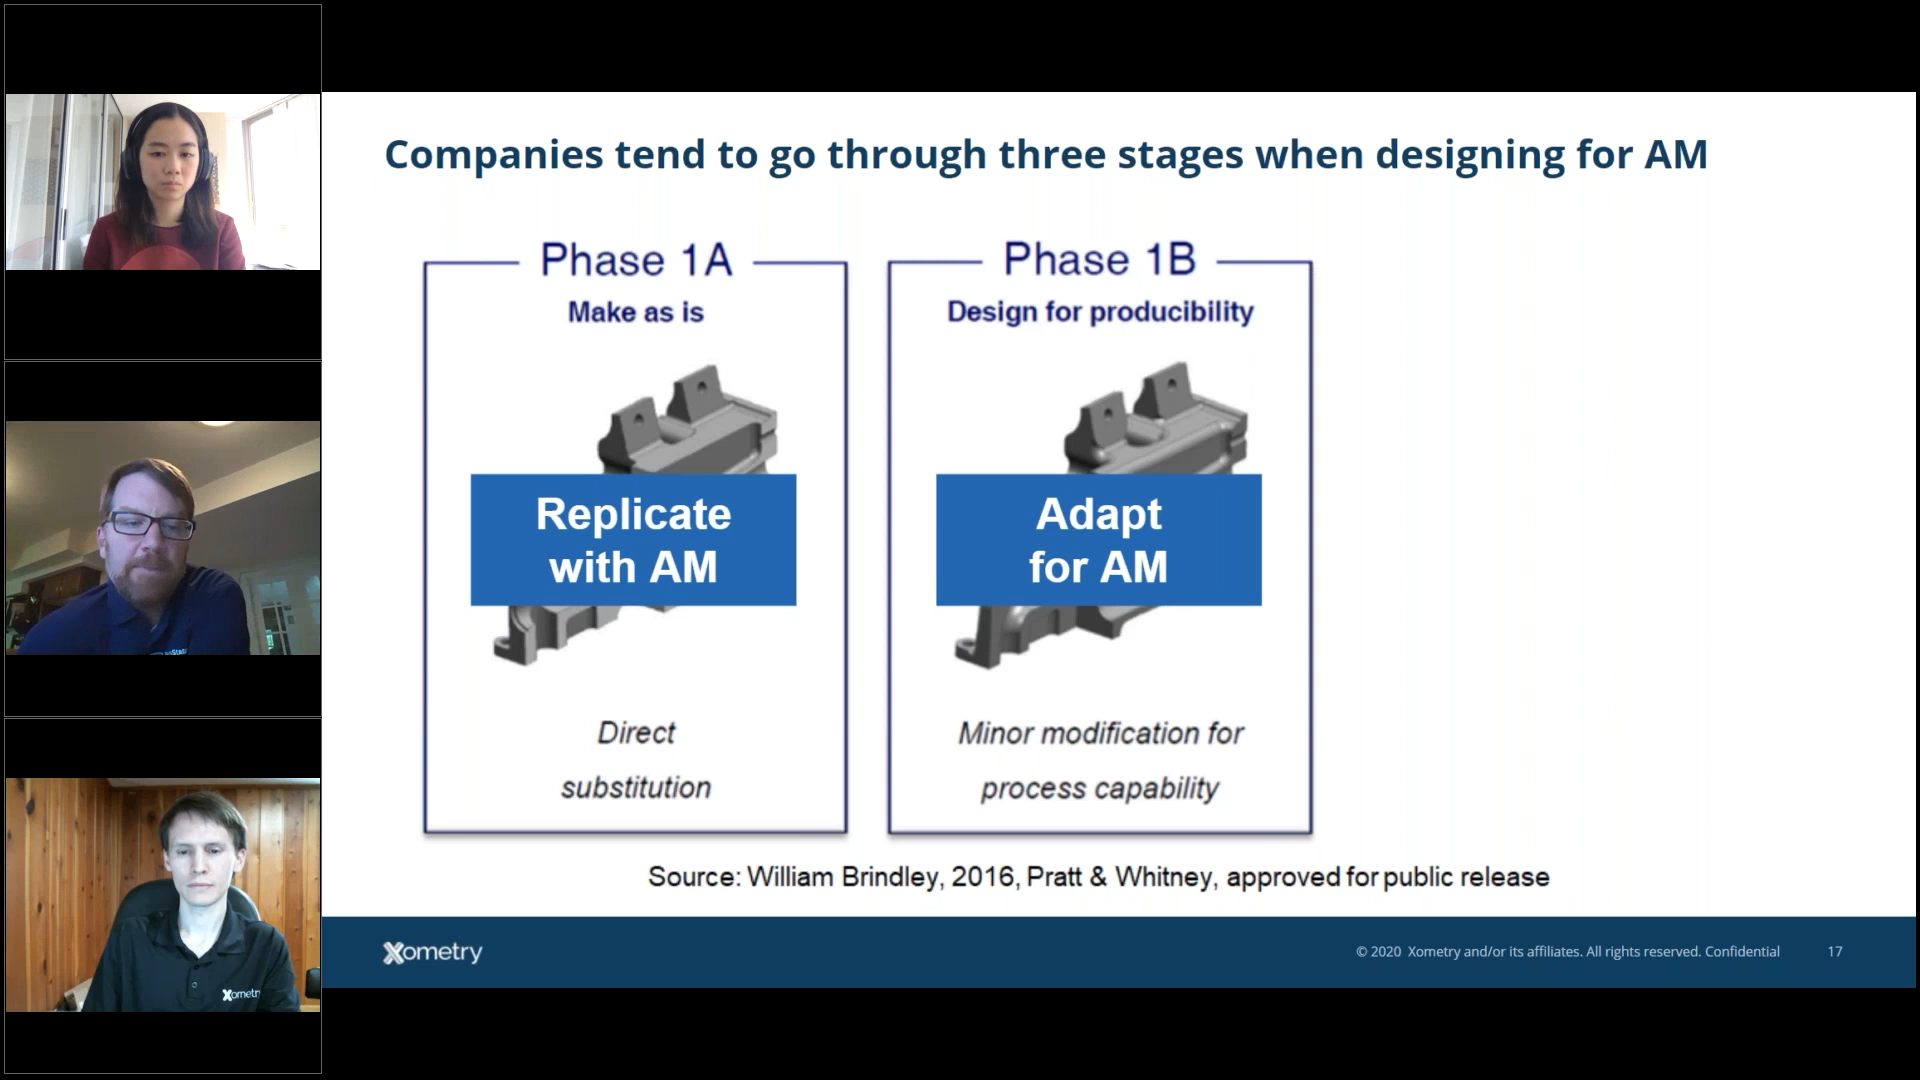 Companies tend to go through three stages when designing for AM
Phase 1A
Make as is
Replicate
with AM
Direct
substitution
Phase 1B
Design for producibility
Adapt
for AM
Minor modification for
process capability
Source: William Brindley, 2016, Pratt & Whitney, approved for public release
Xometry
© 2020 Xometry and/or its affiliates. All rights reserved. Confidential
17
Xometr